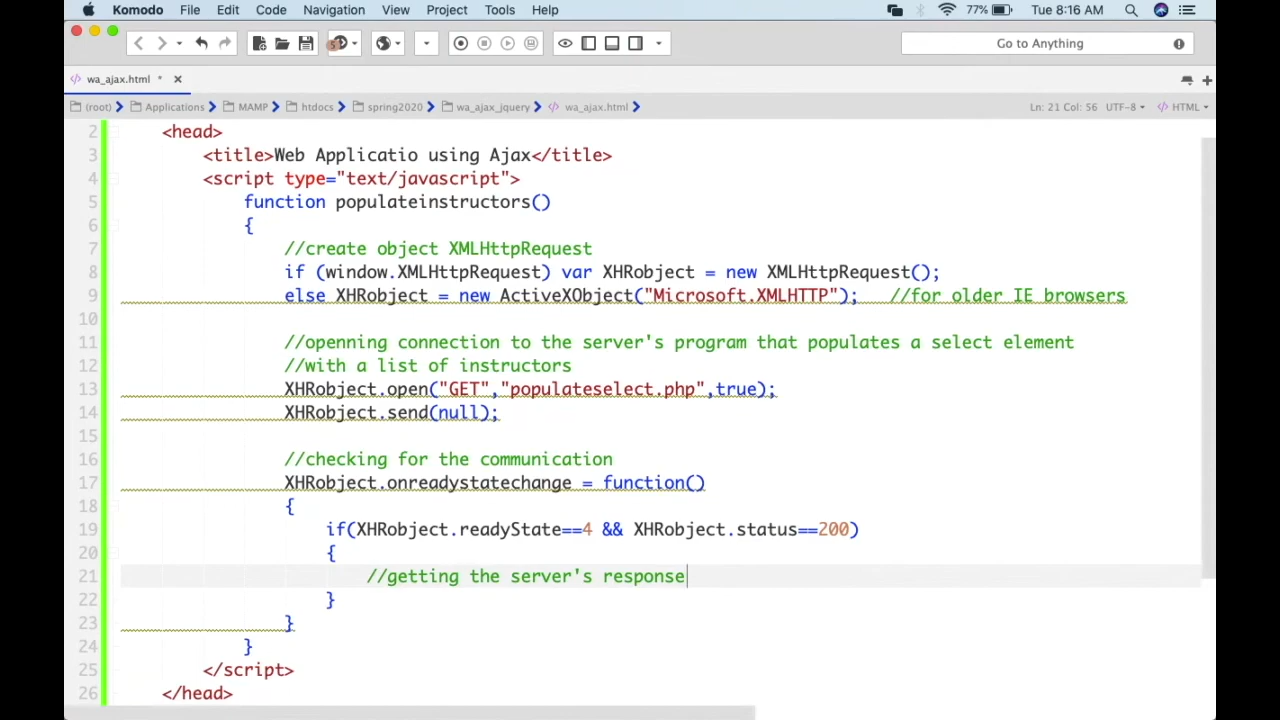 Komodo File Edit Code Navigation View Project Tools Help 77% Tue 8:16 AM
Go to Anything
wa_ajax.html *
(root) Applications MAMP htdocs spring2020 wa_ajax_jquery wa_ajax.html Ln: 21 Col: 56 UTF-8 HTML
2 <head>
3 <title>Web Applicatio using Ajax</title>
4 <script type="text/javascript">
5 function populateinstructors()
6 {
7 //create object XMLHttpRequest
8 if (window.XMLHttpRequest) var XHRobject = new XMLHttpRequest();
9 else XHRobject = new ActiveXObject("Microsoft.XMLHTTP"); //for older IE browsers
10
11 //openning connection to the server's program that populates a select element
12 //with a list of instructors
13 XHRobject.open("GET","populateselect.php",true);
14 XHRobject.send(null);
15
16 //checking for the communication
17 XHRobject.onreadystatechange = function()
18 {
19 if(XHRobject.readyState==4 && XHRobject.status==200)
20 {
21 //getting the server's response
22 }
23 }
24 }
25 </script>
26 </head>